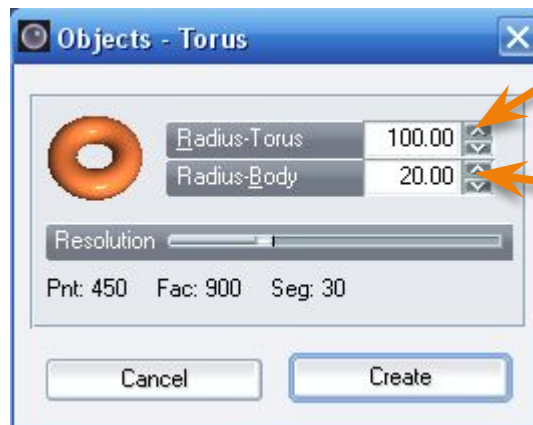 Objects - Torus
Radius-Torus 100.00
Radius-Body 20.00
Resolution
Pnt: 450 Fac: 900 Seg: 30
Cancel Create